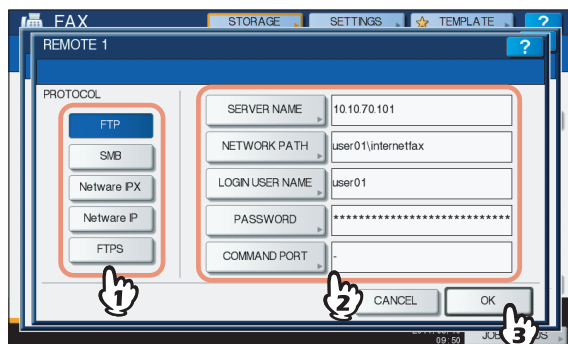 FAX STORAGE SETTINGS TEMPLATE ?
REMOTE 1 ?
PROTOCOL
FTP
SMB
Netware IPX
Netware IP
FTPS
SERVER NAME 10.10.70.101
NETWORK PATH user01\internetfax
LOGIN USER NAME user01
PASSWORD *****************************
COMMAND PORT -
1
2
CANCEL OK
3
09:50